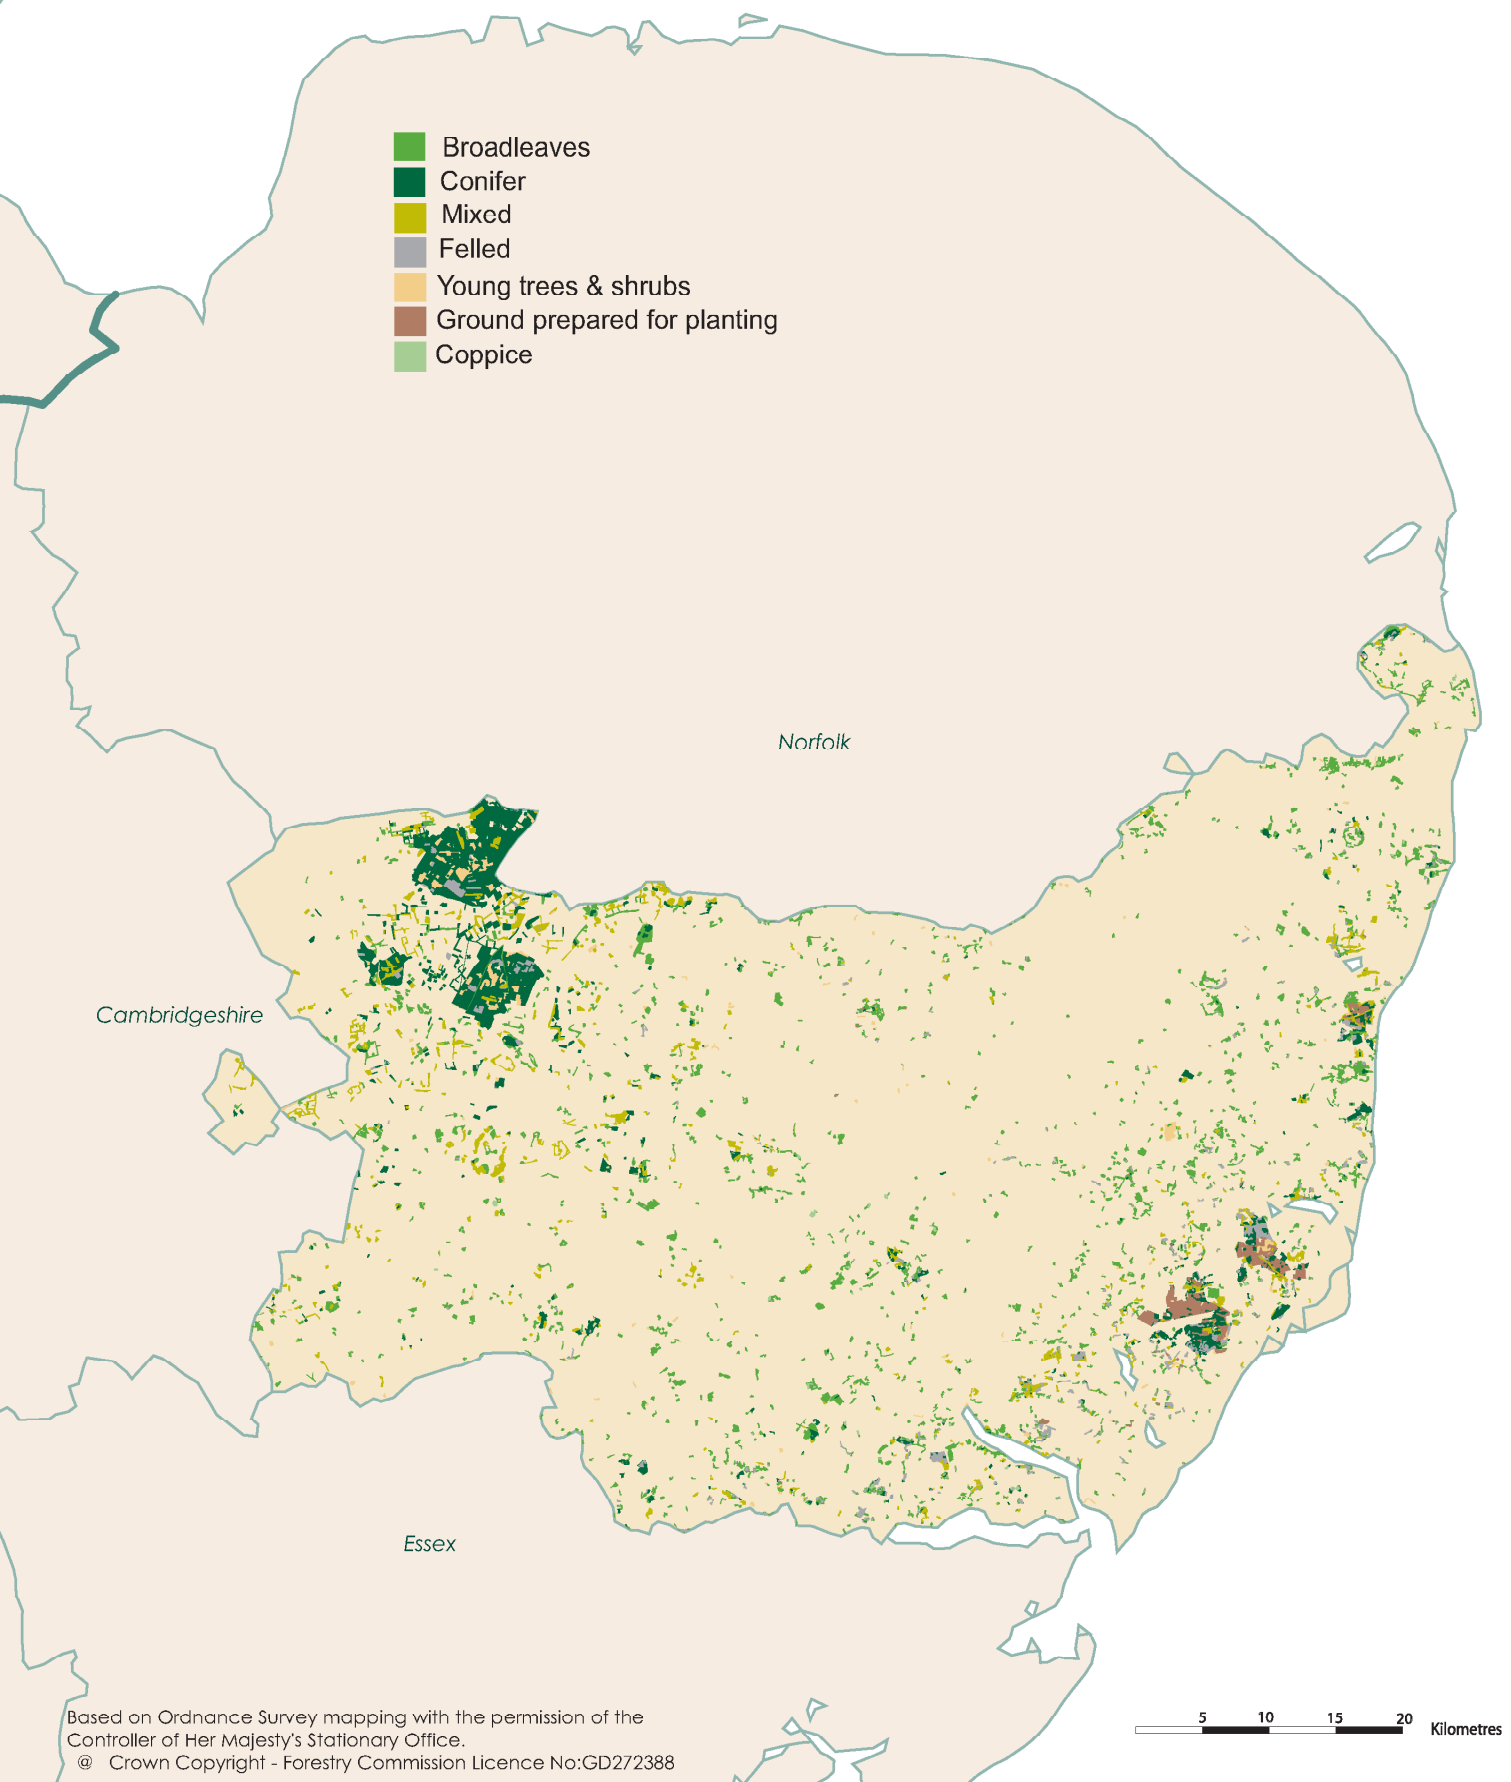 Broadleaves
Conifer
Mixed
Felled
Young trees & shrubs
Ground prepared for planting
Coppice
Norfolk
Cambridgeshire
Essex
Based on Ordnance Survey mapping with the permission of the
Controller of Her Majesty's Stationary Office.
@ Crown Copyright - Forestry Commission Licence No:GD272388
5 10 15 20 Kilometres